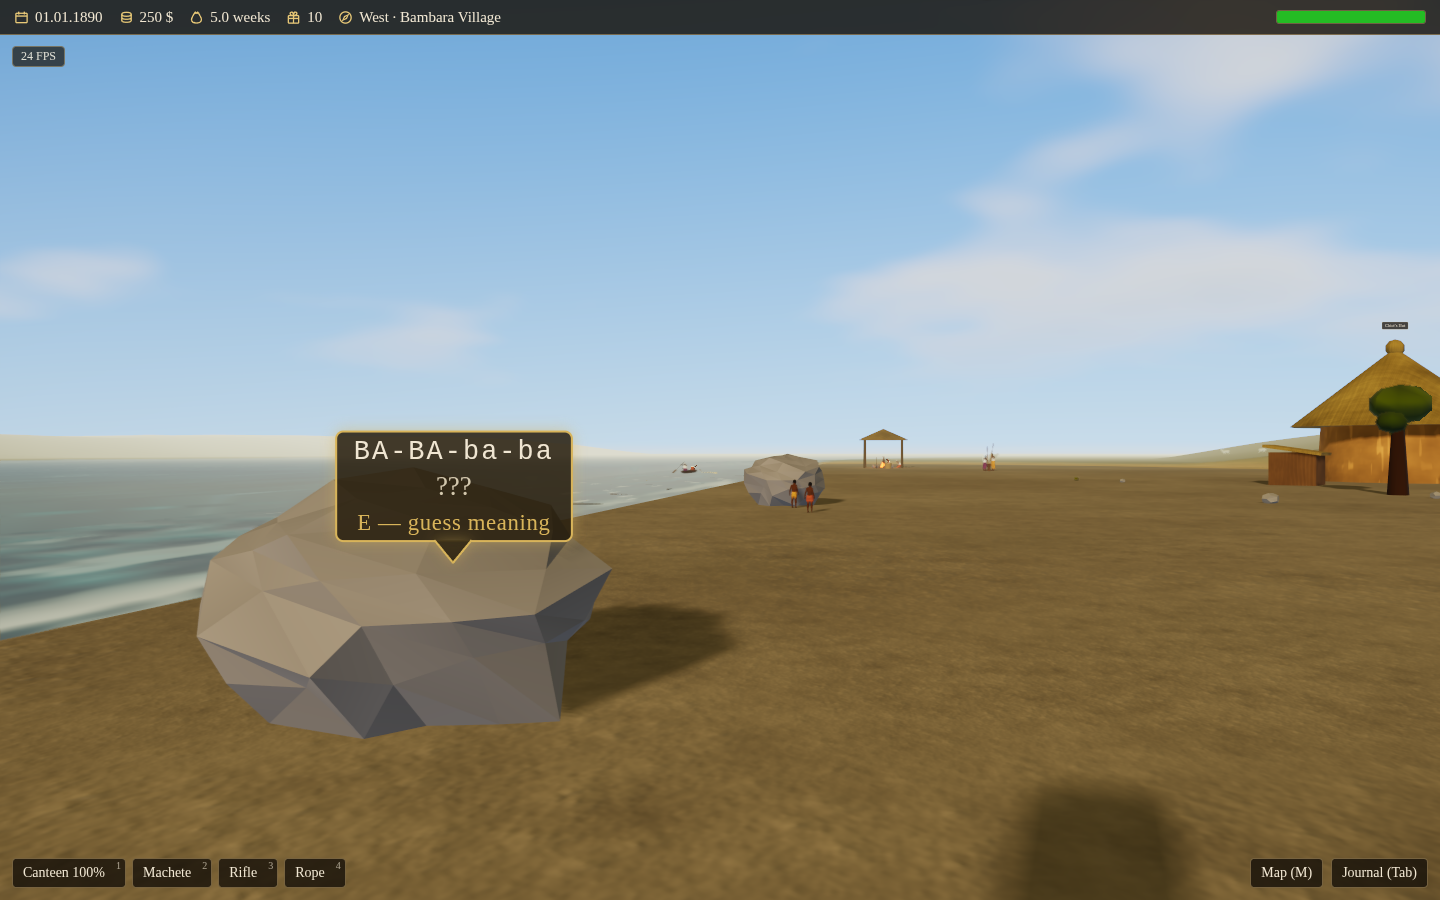 01.01.1890 250 $ 5.0 weeks 10 West · Bambara Village
24 FPS
BA-BA-ba-ba
???
E — guess meaning
Canteen 100% 1 Machete 2 Rifle 3 Rope 4 Map (M) Journal (Tab)